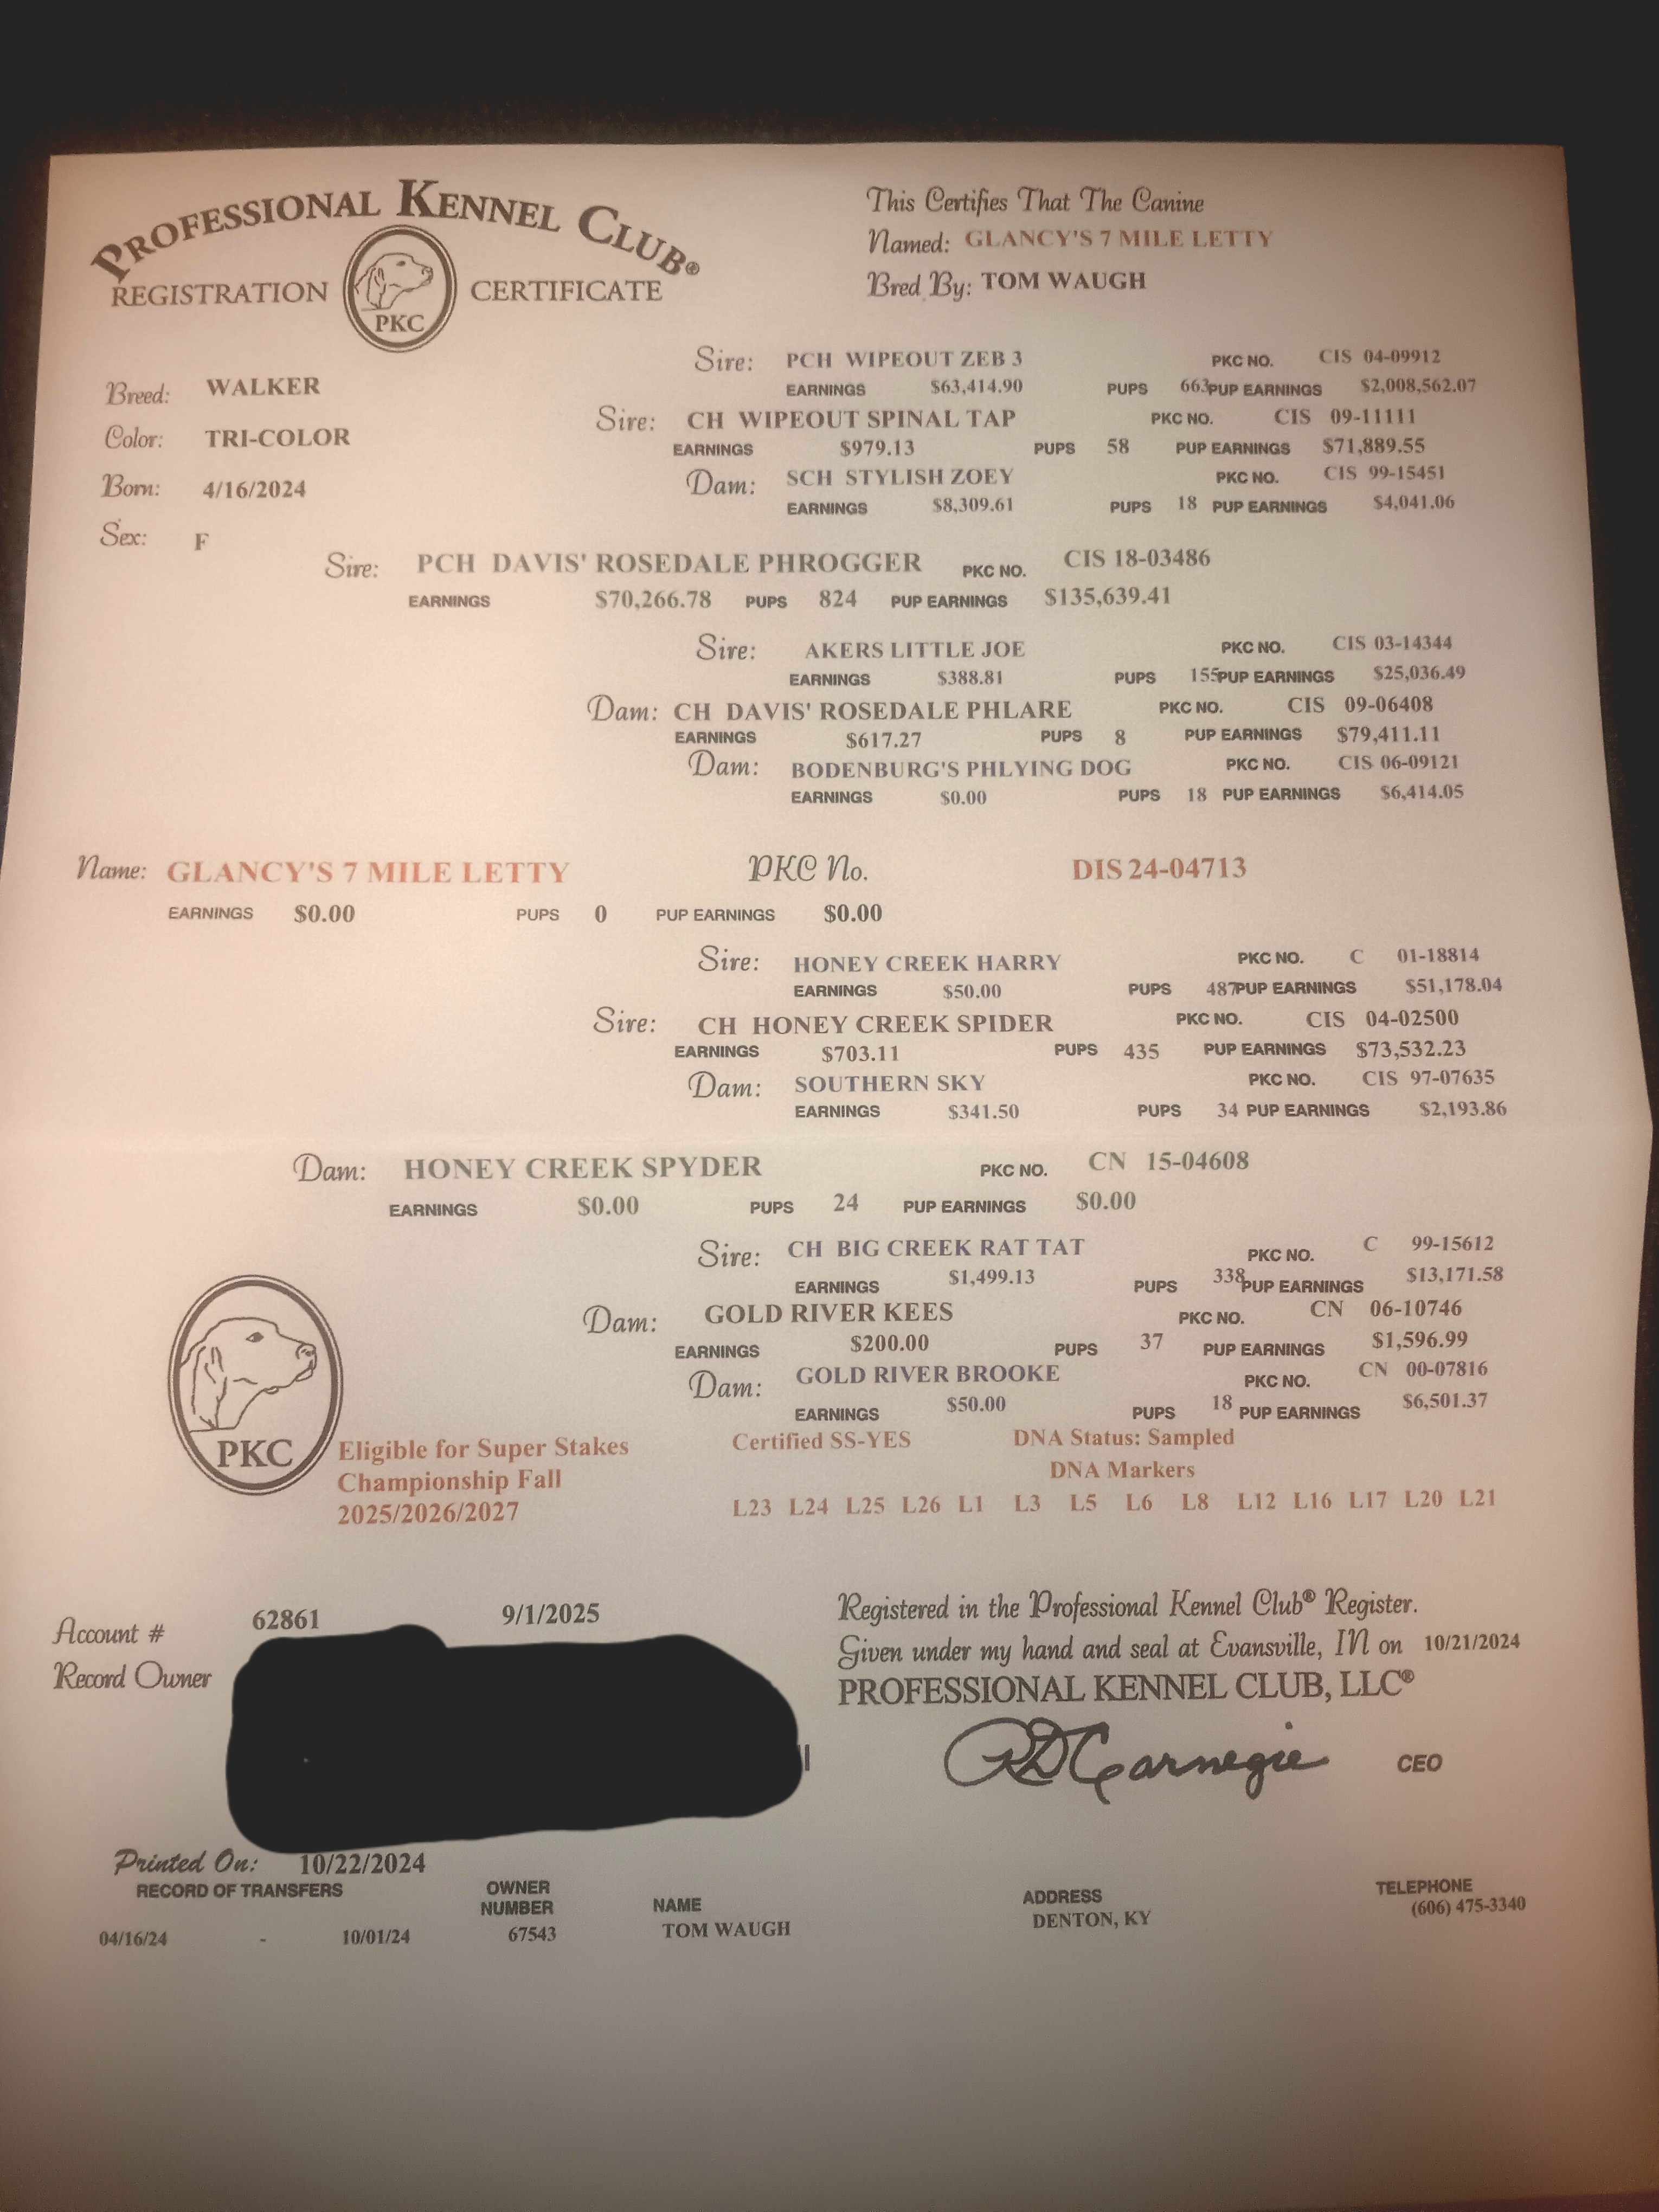 PROFESSIONAL KENNEL CLUB®
REGISTRATION CERTIFICATE
PKC
This Certifies That The Canine
Named: GLANCY'S 7 MILE LETTY
Bred By: TOM WAUGH
Breed: WALKER
Color: TRI-COLOR
Born: 4/16/2024
Sex: F
Sire: PCH WIPEOUT ZEB 3 PKC NO. CIS 04-09912
EARNINGS $63,414.90 PUPS 663 PUP EARNINGS $2,008,562.07
Sire: CH WIPEOUT SPINAL TAP PKC NO. CIS 09-11111
EARNINGS $979.13 PUPS 58 PUP EARNINGS $71,889.55
Dam: SCH STYLISH ZOEY PKC NO. CIS 99-15451
EARNINGS $8,309.61 PUPS 18 PUP EARNINGS $4,041.06
Sire: PCH DAVIS' ROSEDALE PHROGGER PKC NO. CIS 18-03486
EARNINGS $70,266.78 PUPS 824 PUP EARNINGS $135,639.41
Sire: AKERS LITTLE JOE PKC NO. CIS 03-14344
EARNINGS $388.81 PUPS 155 PUP EARNINGS $25,036.49
Dam: CH DAVIS' ROSEDALE PHLARE PKC NO. CIS 09-06408
EARNINGS $617.27 PUPS 8 PUP EARNINGS $79,411.11
Dam: BODENBURG'S PHLYING DOG PKC NO. CIS 06-09121
EARNINGS $0.00 PUPS 18 PUP EARNINGS $6,414.05
Name: GLANCY'S 7 MILE LETTY PKC No. DIS 24-04713
EARNINGS $0.00 PUPS 0 PUP EARNINGS $0.00
Sire: HONEY CREEK HARRY PKC NO. C 01-18814
EARNINGS $50.00 PUPS 487 PUP EARNINGS $51,178.04
Sire: CH HONEY CREEK SPIDER PKC NO. CIS 04-02500
EARNINGS $703.11 PUPS 435 PUP EARNINGS $73,532.23
Dam: SOUTHERN SKY PKC NO. CIS 97-07635
EARNINGS $341.50 PUPS 34 PUP EARNINGS $2,193.86
Dam: HONEY CREEK SPYDER PKC NO. CN 15-04608
EARNINGS $0.00 PUPS 24 PUP EARNINGS $0.00
Sire: CH BIG CREEK RAT TAT PKC NO. C 99-15612
EARNINGS $1,499.13 PUPS 338 PUP EARNINGS $13,171.58
Dam: GOLD RIVER KEES PKC NO. CN 06-10746
EARNINGS $200.00 PUPS 37 PUP EARNINGS $1,596.99
Dam: GOLD RIVER BROOKE PKC NO. CN 00-07816
EARNINGS $50.00 PUPS 18 PUP EARNINGS $6,501.37
PKC
Eligible for Super Stakes
Championship Fall
2025/2026/2027
Certified SS-YES DNA Status: Sampled
DNA Markers
L23 L24 L25 L26 L1 L3 L5 L6 L8 L12 L16 L17 L20 L21
Account # 62861 9/1/2025
Record Owner
Registered in the Professional Kennel Club® Register.
Given under my hand and seal at Evansville, IN on 10/21/2024
PROFESSIONAL KENNEL CLUB, LLC®
RD Carnegie CEO
Printed On: 10/22/2024
RECORD OF TRANSFERS OWNER NUMBER NAME ADDRESS TELEPHONE
04/16/24 - 10/01/24 67543 TOM WAUGH DENTON, KY (606) 475-3340